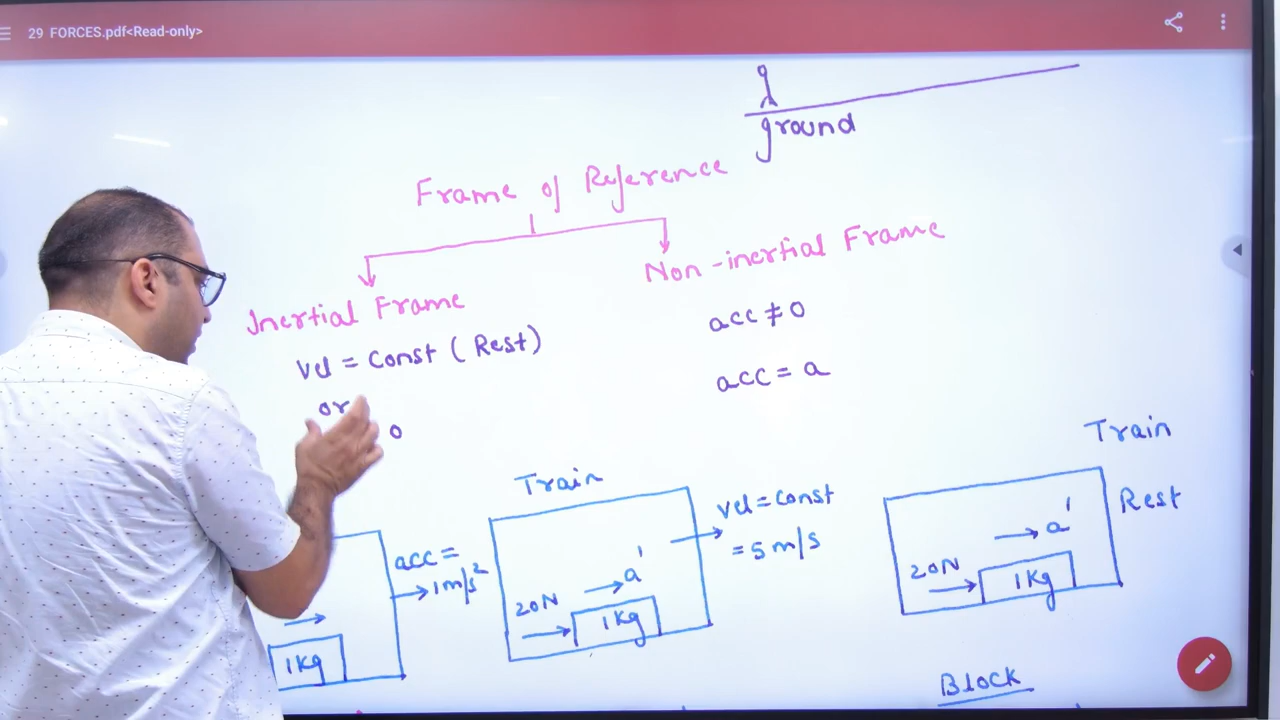 29 FORCES.pdf<Read-only>
ground
Frame of Reference
Inertial Frame
Non-inertial Frame
vel = Const (Rest)
acc ≠ 0
or
acc = a
0
Train
Train
vel = Const
= 5 m/s
Rest
acc =
1m/s²
a'
a'
20N
20N
1kg
1kg
1kg
Block